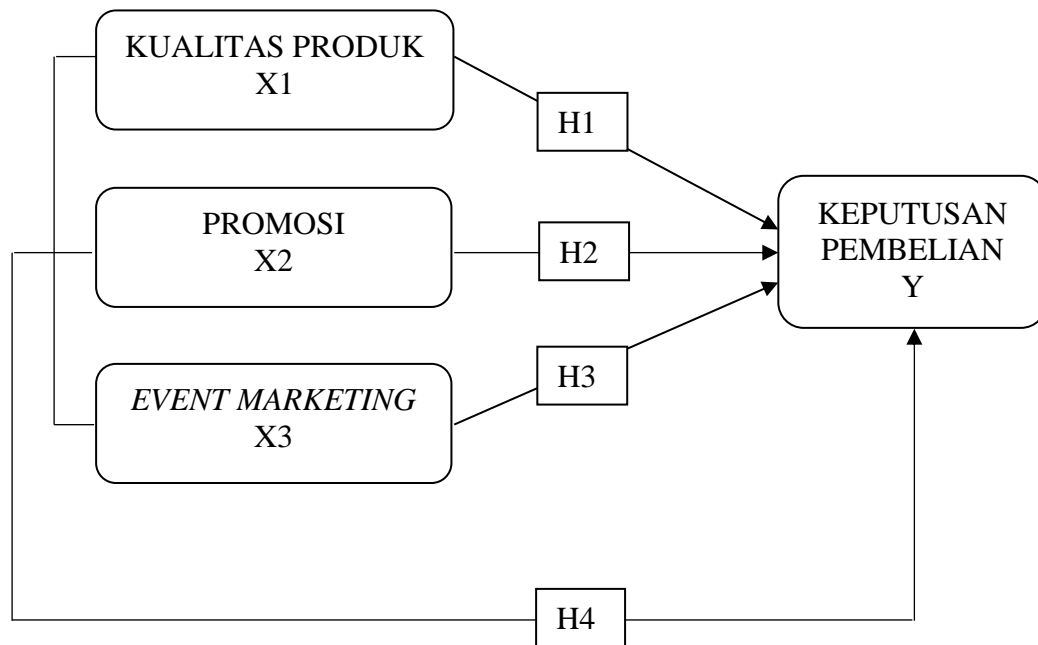 KUALITAS PRODUK
X1
H1
PROMOSI
X2
H2
KEPUTUSAN
PEMBELIAN
Y
EVENT MARKETING
X3
H3
H4